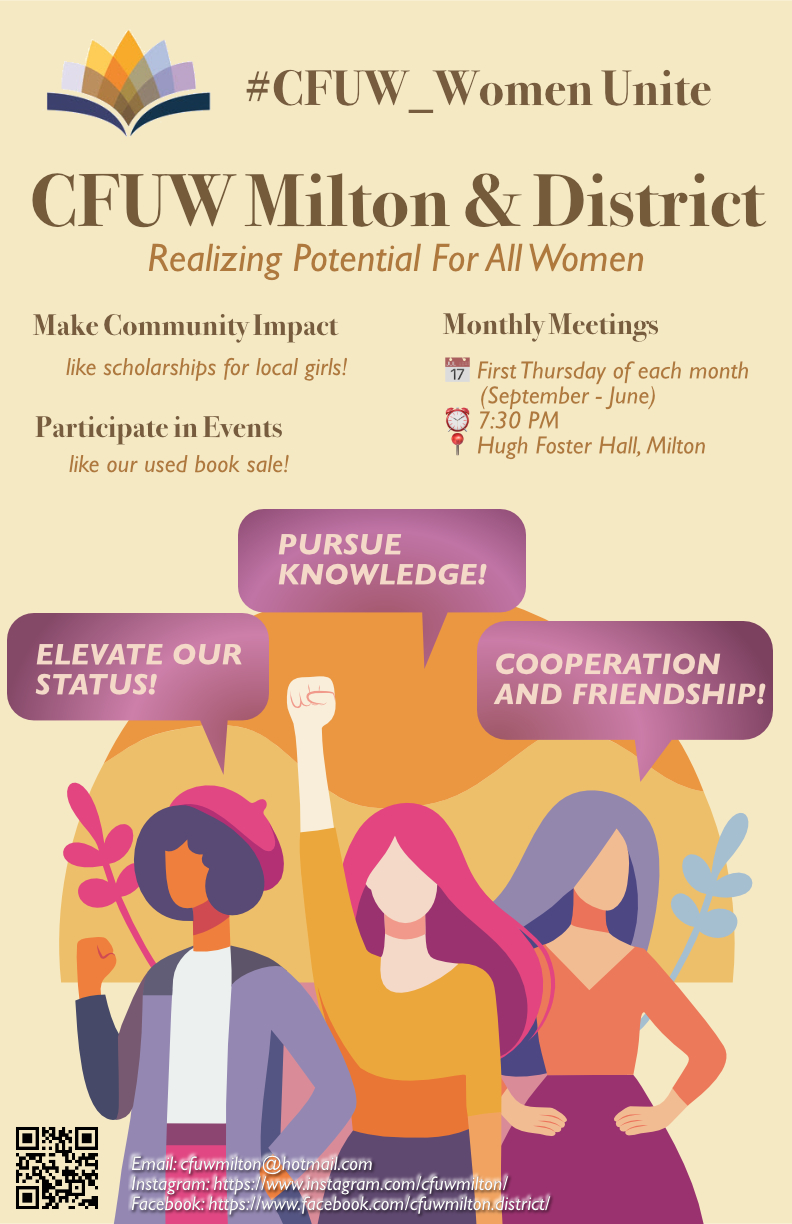 #CFUW_Women Unite
CFUW Milton & District
Realizing Potential For All Women
Make Community Impact
like scholarships for local girls!
Participate in Events
like our used book sale!
Monthly Meetings
17 First Thursday of each month
(September - June)
7:30 PM
Hugh Foster Hall, Milton
PURSUE
KNOWLEDGE!
ELEVATE OUR
STATUS!
COOPERATION
AND FRIENDSHIP!
Email: cfuwmilton@hotmail.com
Instagram: https://www.instagram.com/cfuwmilton/
Facebook: https://www.facebook.com/cfuwmilton.district/